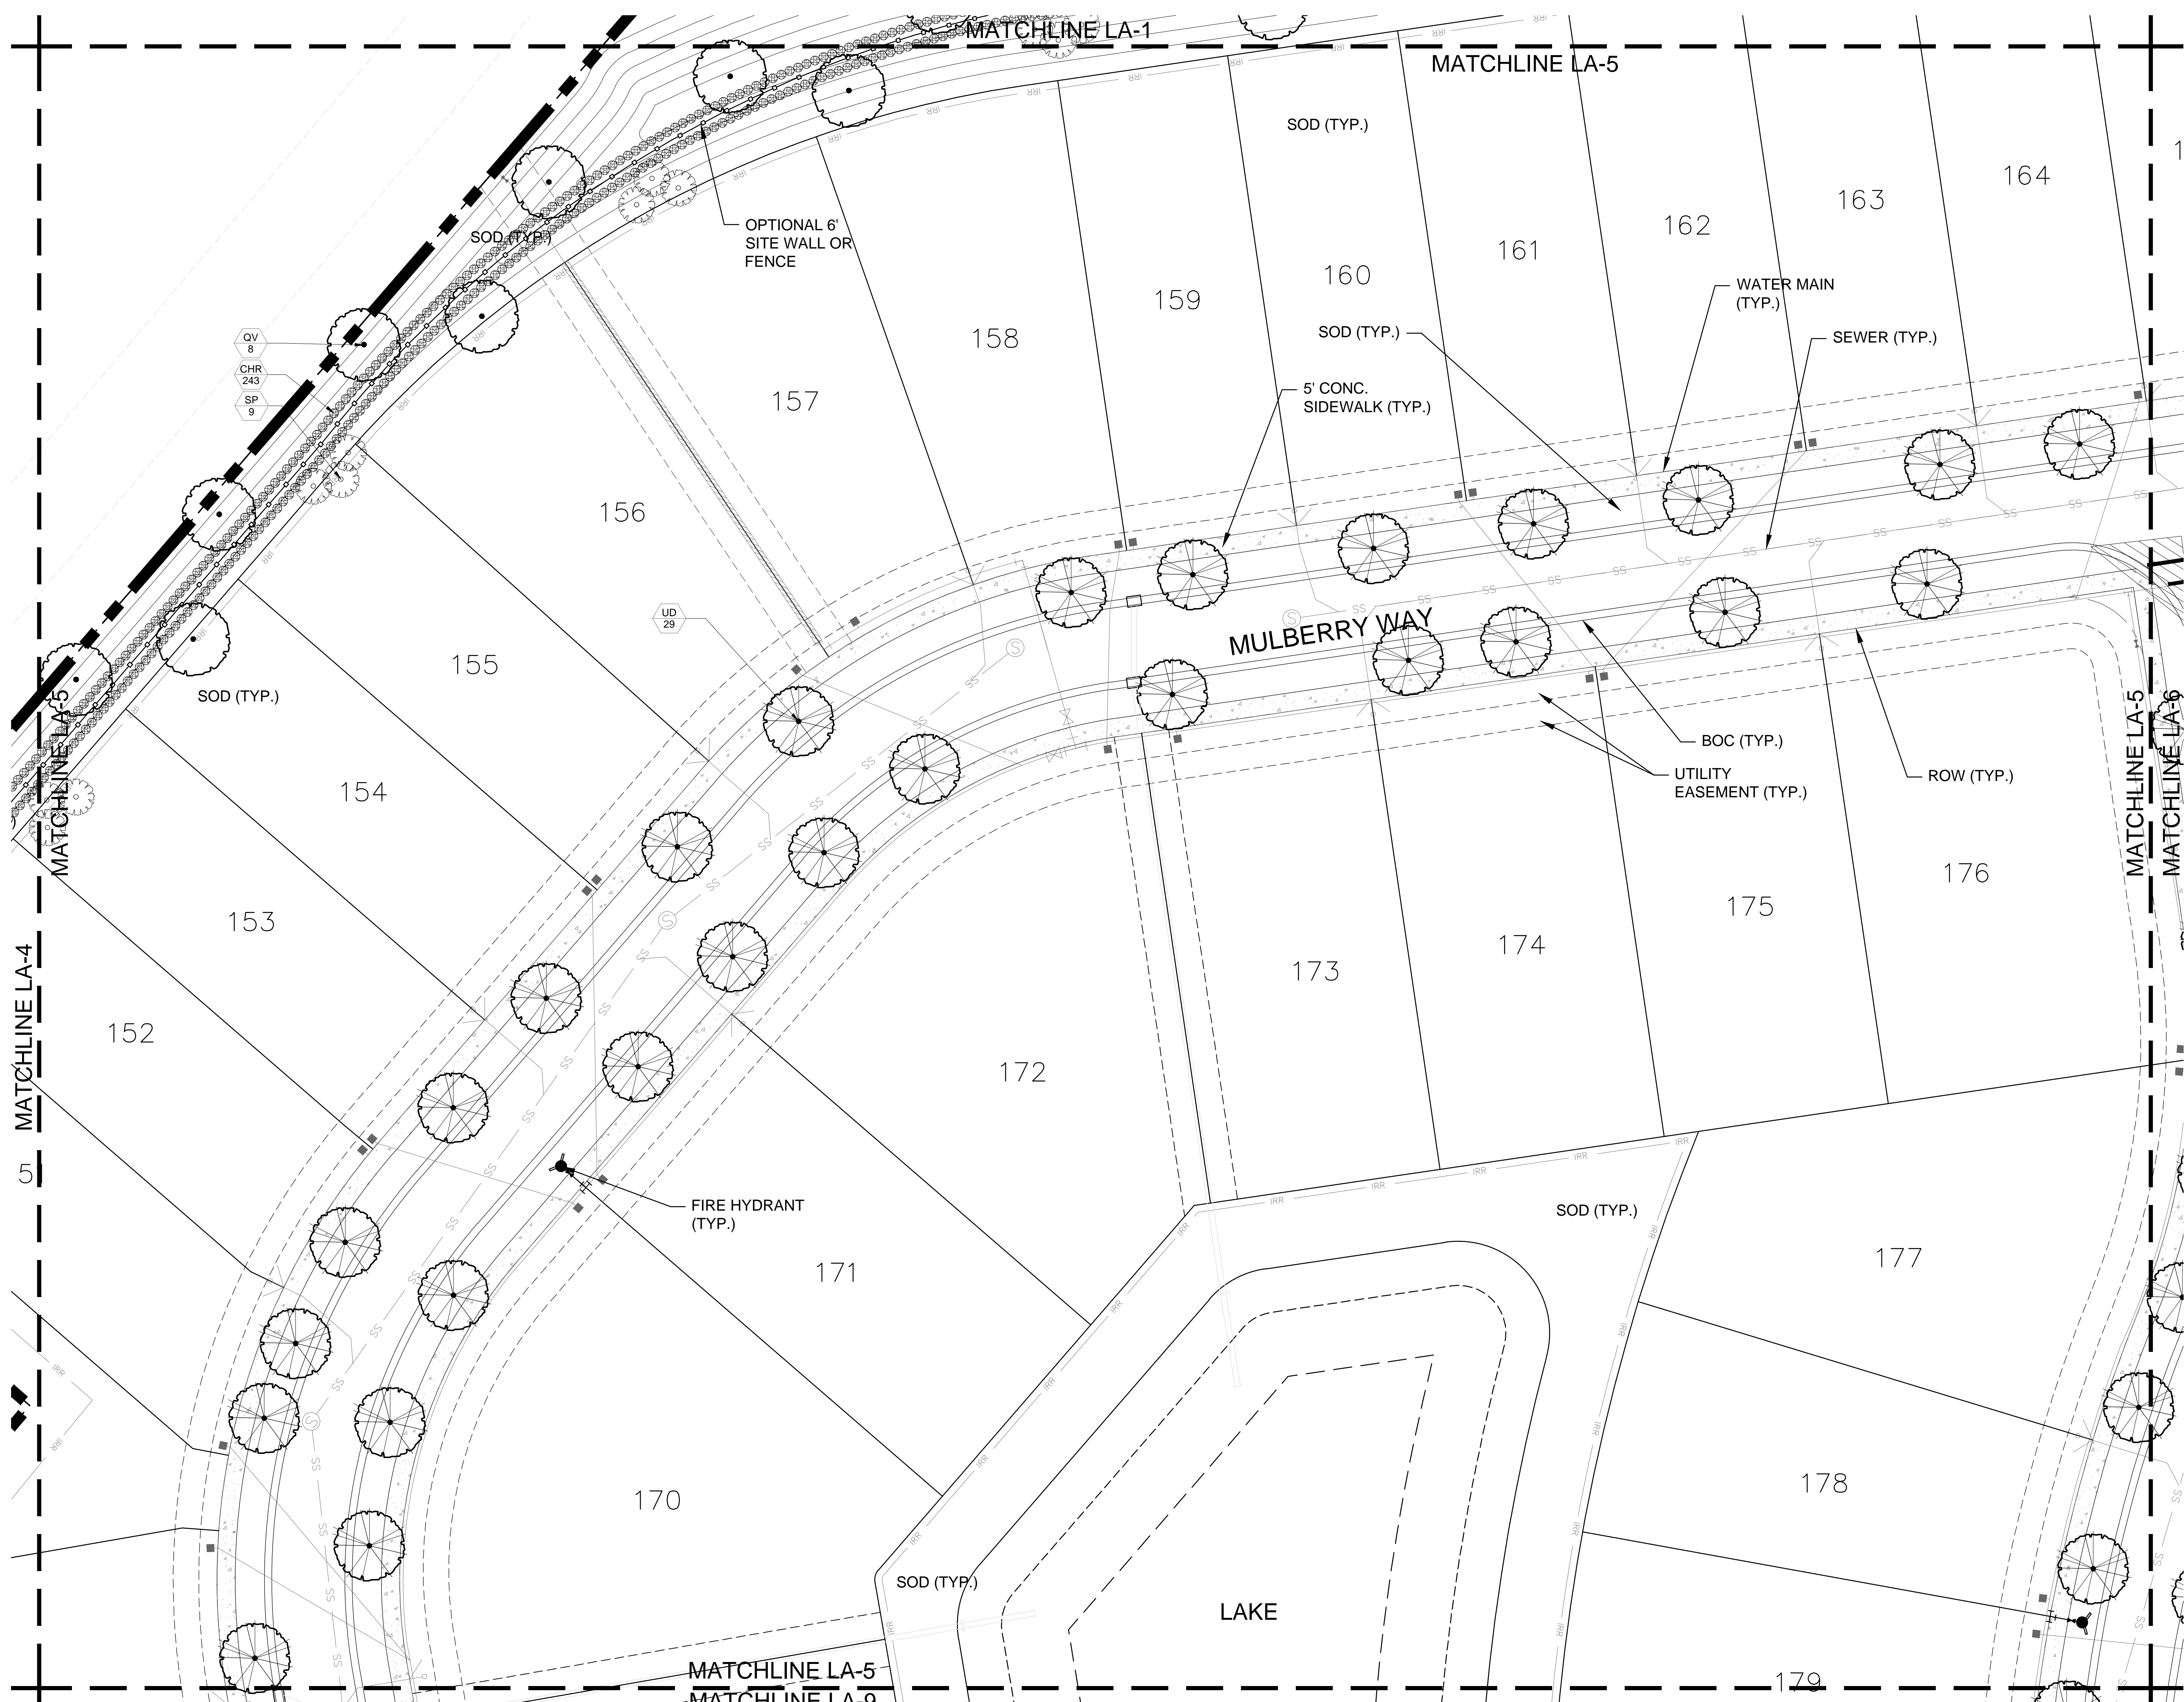 MATCHLINE LA-1
MATCHLINE LA-5
SOD (TYP.)
164
163
162
161
160
159
158
157
156
155
154
153
152
OPTIONAL 6'
SITE WALL OR
FENCE
SOD (TYP.)
QV
8
CHR
243
SP
9
WATER MAIN
(TYP.)
SOD (TYP.)
SEWER (TYP.)
5' CONC.
SIDEWALK (TYP.)
UD
29
MULBERRY WAY
SOD (TYP.)
BOC (TYP.)
UTILITY
EASEMENT (TYP.)
ROW (TYP.)
MATCHLINE LA-5
MATCHLINE LA-4
MATCHLINE LA-5
MATCHLINE LA-6
176
175
174
173
172
171
170
FIRE HYDRANT
(TYP.)
SOD (TYP.)
177
178
179
SOD (TYP.)
LAKE
MATCHLINE LA-5
MATCHLINE LA-9
IRR
SS
S